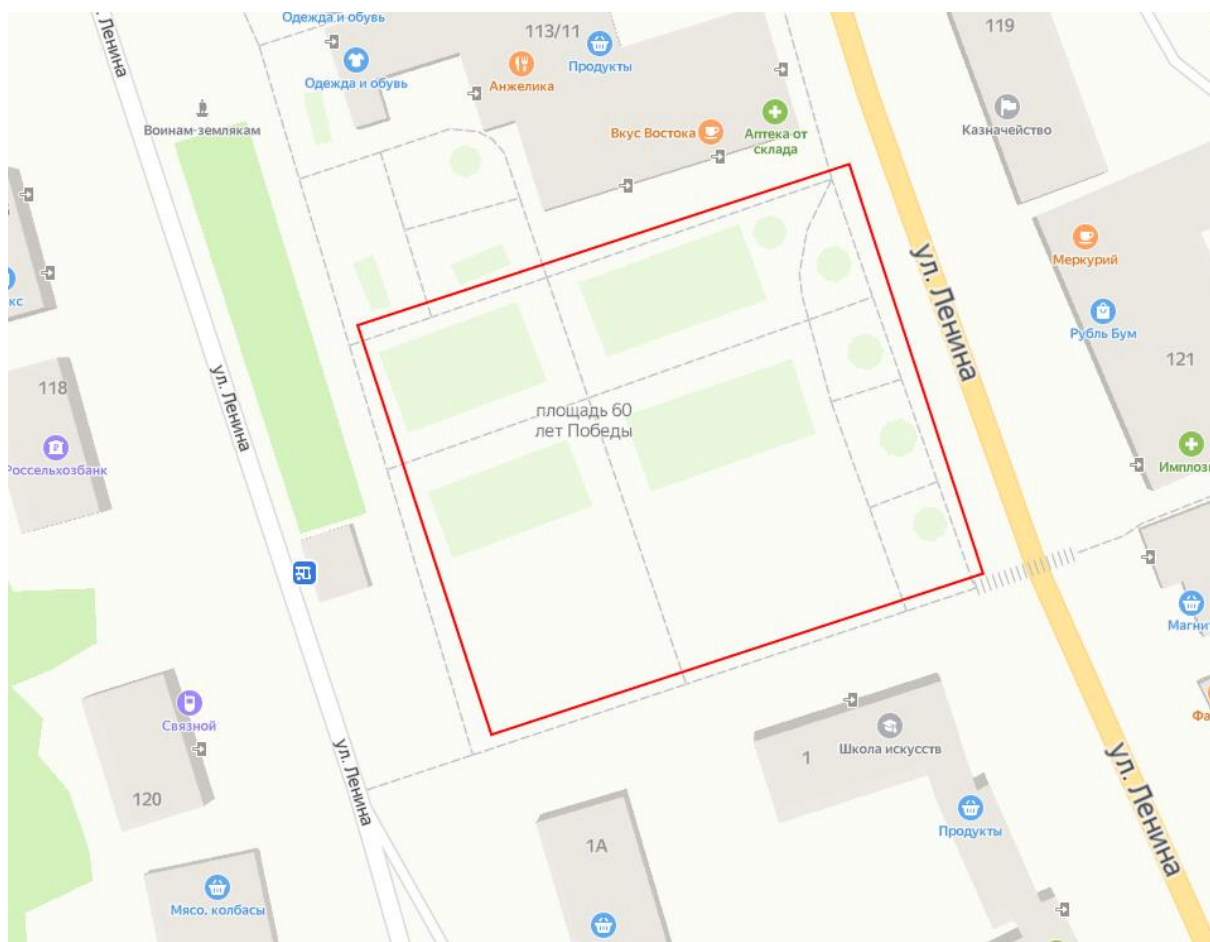 Одежда и обувь
113/11
119
ул. Ленина
Продукты
Одежда и обувь
Анжелика
Воинам-землякам
Вкус Востока
Аптека от
склада
Казначейство
ул. Ленина
Меркурий
Рубль Бум
121
118
ул. Ленина
площадь 60
лет Победы
Россельхозбанк
Связной
Школа искусств
1
120
ул. Ленина
ул. Ленина
Продукты
1А
Мясо, колбасы